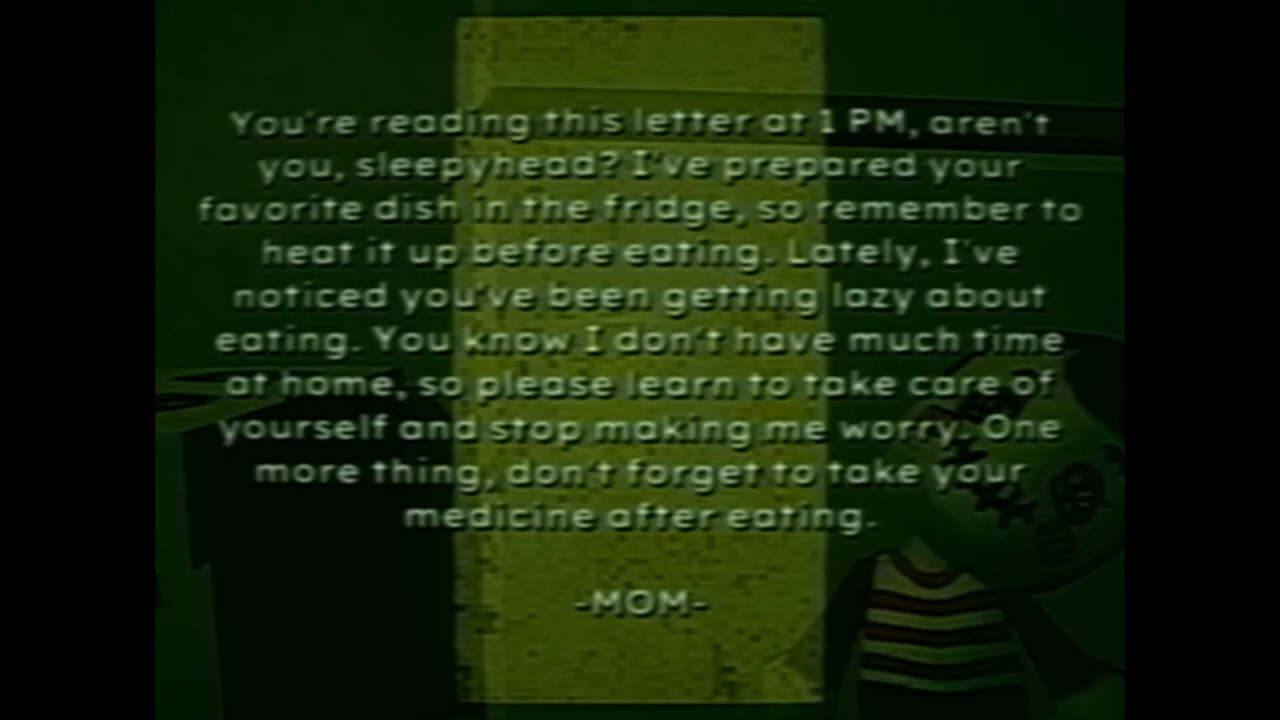 You're reading this letter at 1 PM, aren't
you, sleepyhead? I've prepared your
favorite dish in the fridge, so remember to
heat it up before eating. Lately, I've
noticed you've been getting lazy about
eating. You know I don't have much time
at home, so please learn to take care of
yourself and stop making me worry. One
more thing, don't forget to take your
medicine after eating.
-MOM-